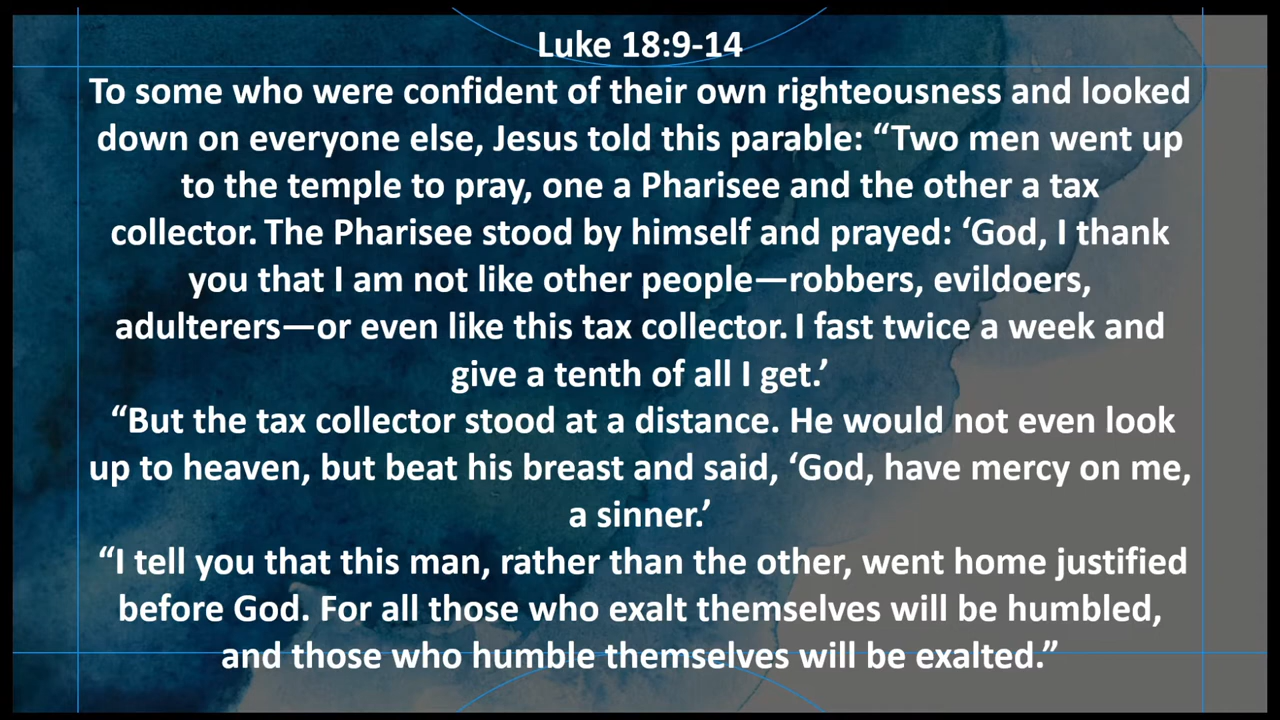 Luke 18:9-14
To some who were confident of their own righteousness and looked
down on everyone else, Jesus told this parable: “Two men went up
to the temple to pray, one a Pharisee and the other a tax
collector. The Pharisee stood by himself and prayed: ‘God, I thank
you that I am not like other people—robbers, evildoers,
adulterers—or even like this tax collector. I fast twice a week and
give a tenth of all I get.’
“But the tax collector stood at a distance. He would not even look
up to heaven, but beat his breast and said, ‘God, have mercy on me,
a sinner.’
“I tell you that this man, rather than the other, went home justified
before God. For all those who exalt themselves will be humbled,
and those who humble themselves will be exalted.”